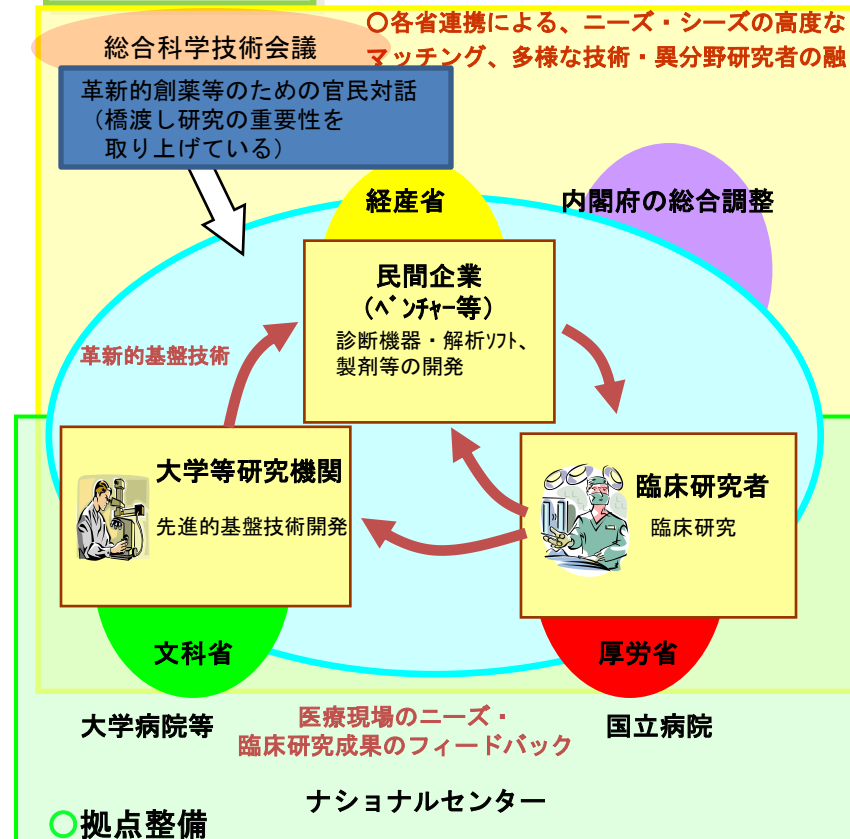 ○各省連携による、ニーズ・シーズの高度な
マッチング、多様な技術・異分野研究者の融
総合科学技術会議
革新的創薬等のための官民対話
（橋渡し研究の重要性を
取り上げている）
経産省
内閣府の総合調整
民間企業
（ﾍﾞﾝﾁｬｰ等）
診断機器・解析ｿﾌﾄ、
製剤等の開発
革新的基盤技術
大学等研究機関
先進的基盤技術開発
臨床研究者
臨床研究
文科省
厚労省
大学病院等
医療現場のニーズ・
臨床研究成果のフィードバック
国立病院
ナショナルセンター
○拠点整備